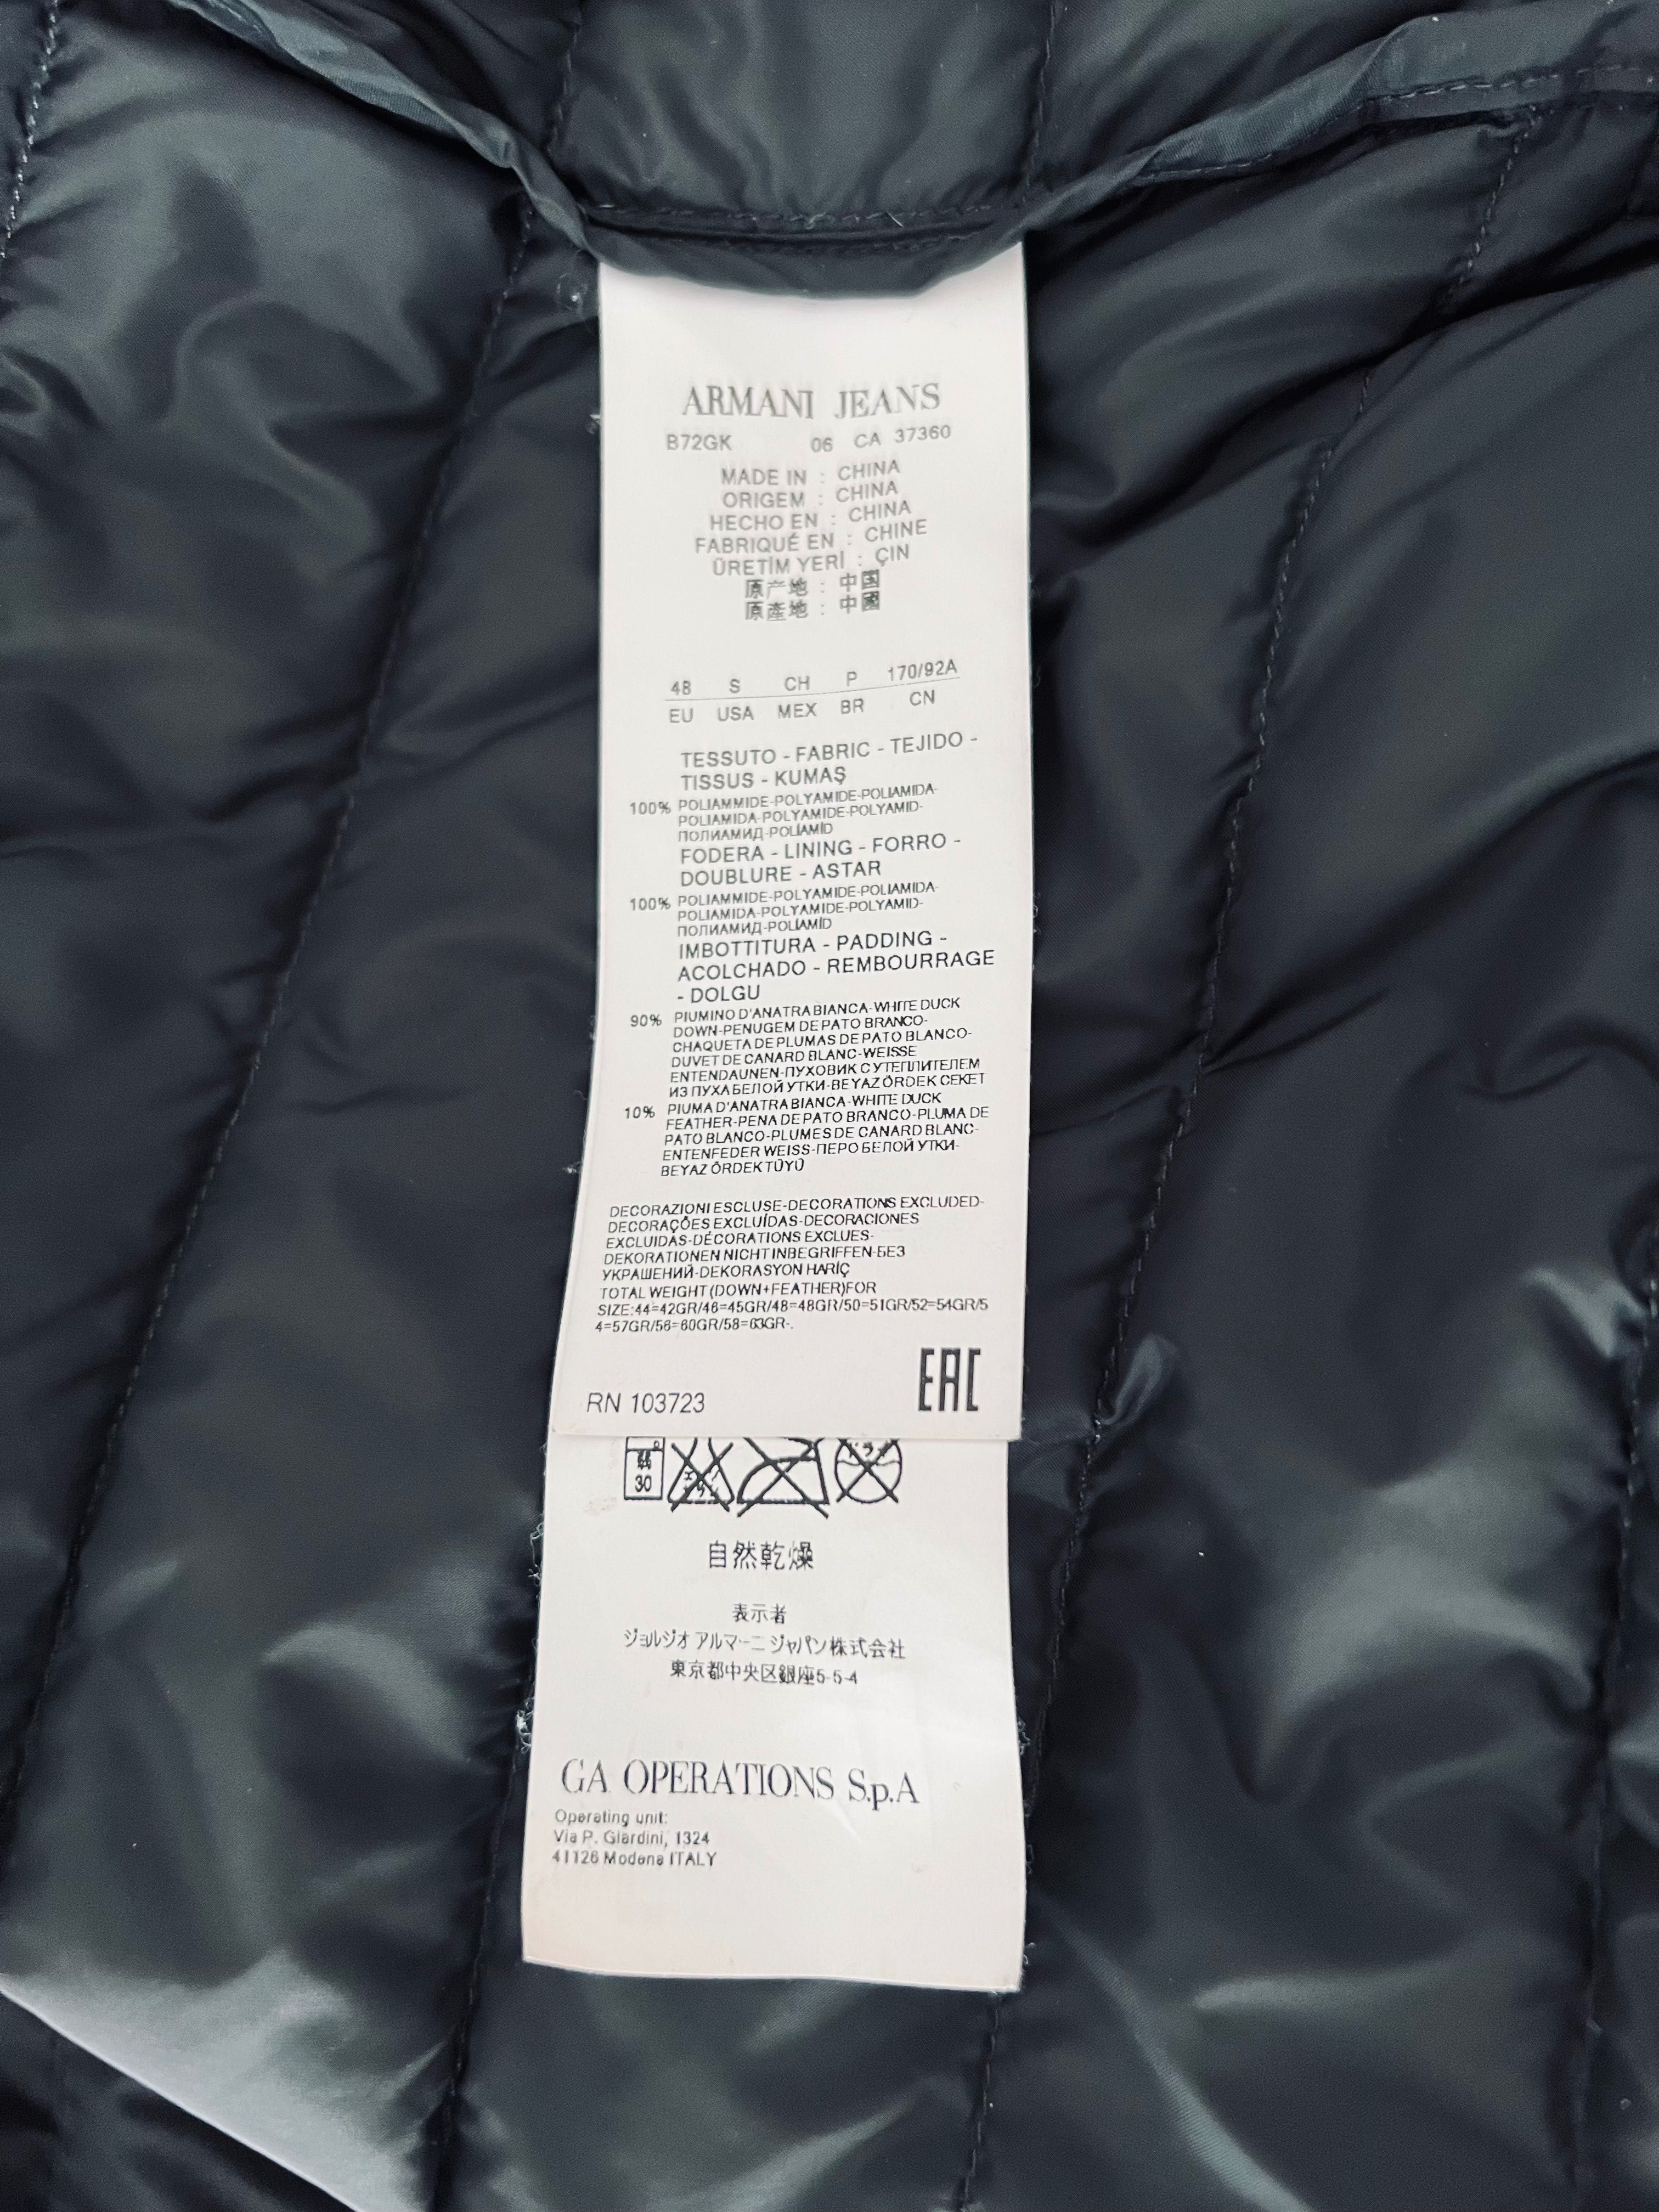 ARMANI JEANS
B72GK 06 CA 37360
MADE IN : CHINA
ORIGEM : CHINA
HECHO EN : CHINA
FABRIQUÉ EN : CHINE
ÜRETİM YERİ : ÇIN
原产地 : 中国
原產地 : 中國
48 S CH P 170/92A
EU USA MEX BR CN
TESSUTO - FABRIC - TEJIDO -
TISSUS - KUMAŞ
100% POLIAMMIDE-POLYAMIDE-POLIAMIDA-
POLIAMIDA-POLYAMIDE-POLYAMID-
ПОЛИАМИД-POLİAMİD
FODERA - LINING - FORRO -
DOUBLURE - ASTAR
100% POLIAMMIDE-POLYAMIDE-POLIAMIDA-
POLIAMIDA-POLYAMIDE-POLYAMID-
ПОЛИАМИД-POLİAMİD
IMBOTTITURA - PADDING -
ACOLCHADO - REMBOURRAGE
- DOLGU
90% PIUMINO D'ANATRA BIANCA-WHITE DUCK
DOWN-PENUGEM DE PATO BRANCO-
CHAQUETA DE PLUMAS DE PATO BLANCO-
DUVET DE CANARD BLANC-WEISSE
ENTENDAUNEN-ПУХОВИК С УТЕПЛИТЕЛЕМ
ИЗ ПУХА БЕЛОЙ УТКИ-BEYAZ ÖRDEK CEKET
10% PIUMA D'ANATRA BIANCA-WHITE DUCK
FEATHER-PENA DE PATO BRANCO-PLUMA DE
PATO BLANCO-PLUMES DE CANARD BLANC-
ENTENFEDER WEISS-ПЕРО БЕЛОЙ УТКИ-
BEYAZ ÖRDEK TÜYÜ
DECORAZIONI ESCLUSE-DECORATIONS EXCLUDED-
DECORAÇÕES EXCLUÍDAS-DECORACIONES
EXCLUIDAS-DÉCORATIONS EXCLUES-
DEKORATIONEN NICHT INBEGRIFFEN-БЕЗ
УКРАШЕНИЙ-DEKORASYON HARİÇ
TOTAL WEIGHT (DOWN+FEATHER)FOR
SIZE:44=42GR/46=45GR/48=48GR/50=51GR/52=54GR/5
4=57GR/56=60GR/58=63GR-.
RN 103723 EAC
30
自然乾燥
表示者
ジョルジオ アルマーニ ジャパン株式会社
東京都中央区銀座5-5-4
GA OPERATIONS S.p.A
Operating unit:
Via P. Giardini, 1324
41126 Modena ITALY